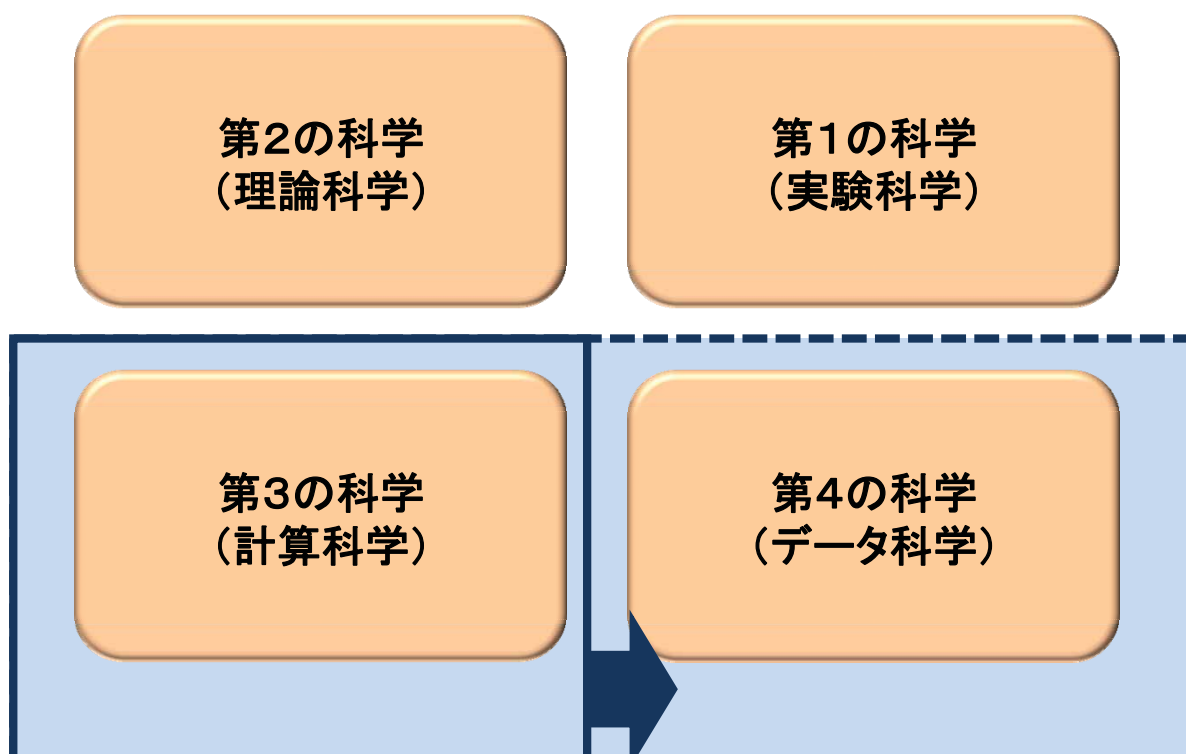 第２の科学
（理論科学）
第１の科学
（実験科学）
第３の科学
（計算科学）
第４の科学
（データ科学）